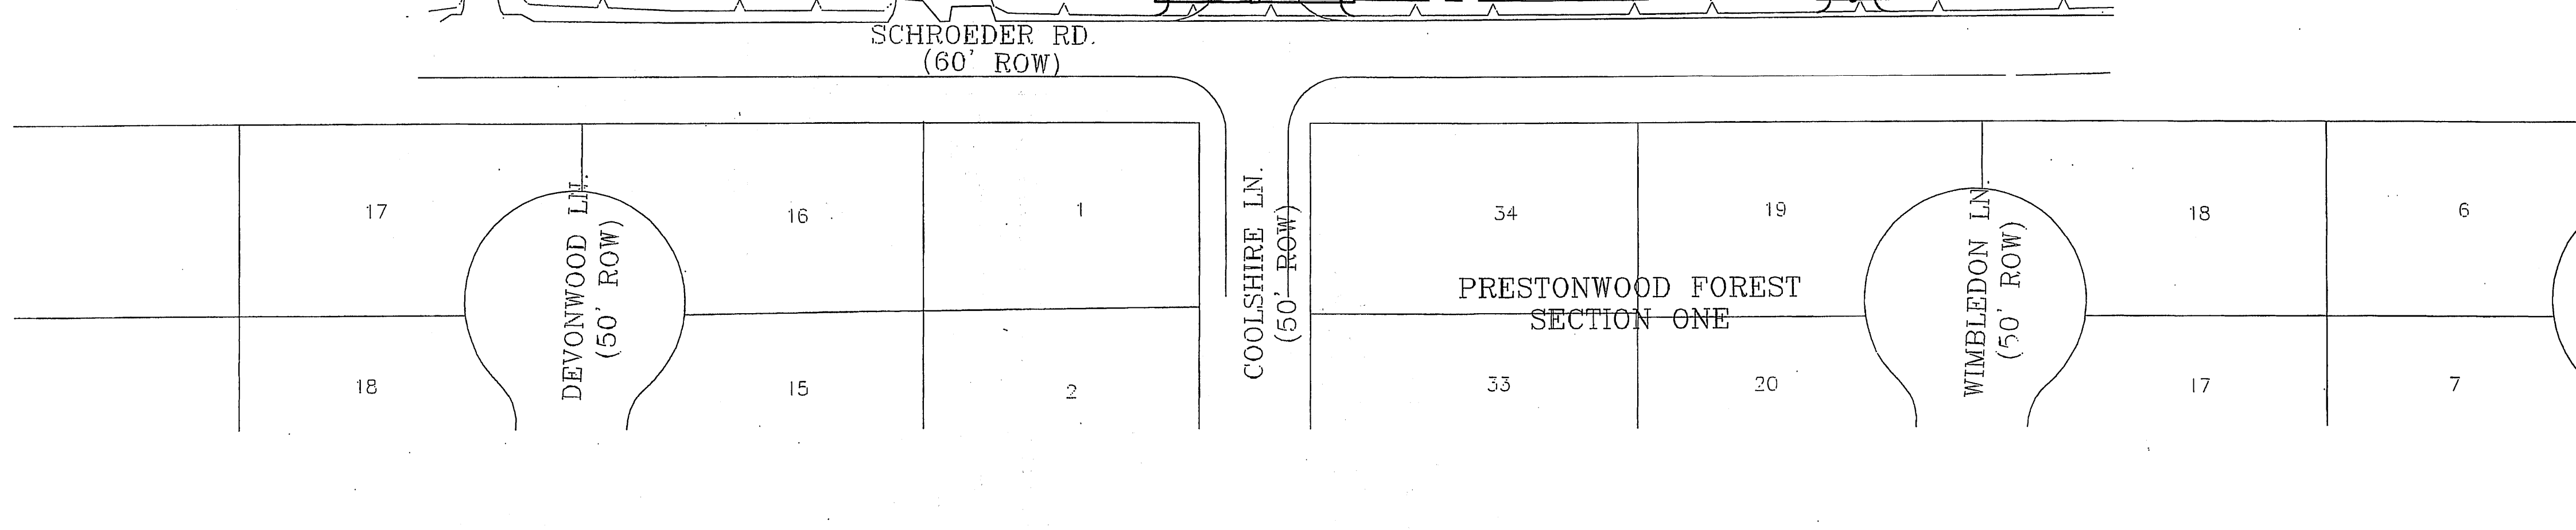 SCHROEDER RD.
(60' ROW)
17
DEVONWOOD LN.
(50' ROW)
16
1
COOLSHIRE LN.
(50' ROW)
34
19
WIMBLEDON LN.
(50' ROW)
18
6
PRESTONWOOD FOREST
SECTION ONE
18
15
2
33
20
17
7